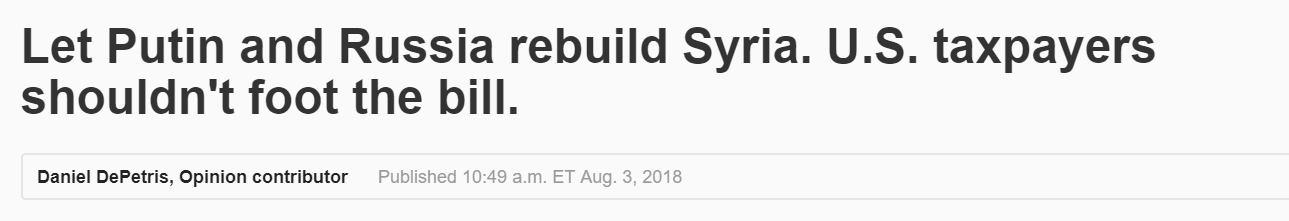 Let Putin and Russia rebuild Syria. U.S. taxpayers
shouldn't foot the bill.
Daniel DePetris, Opinion contributor Published 10:49 a.m. ET Aug. 3, 2018